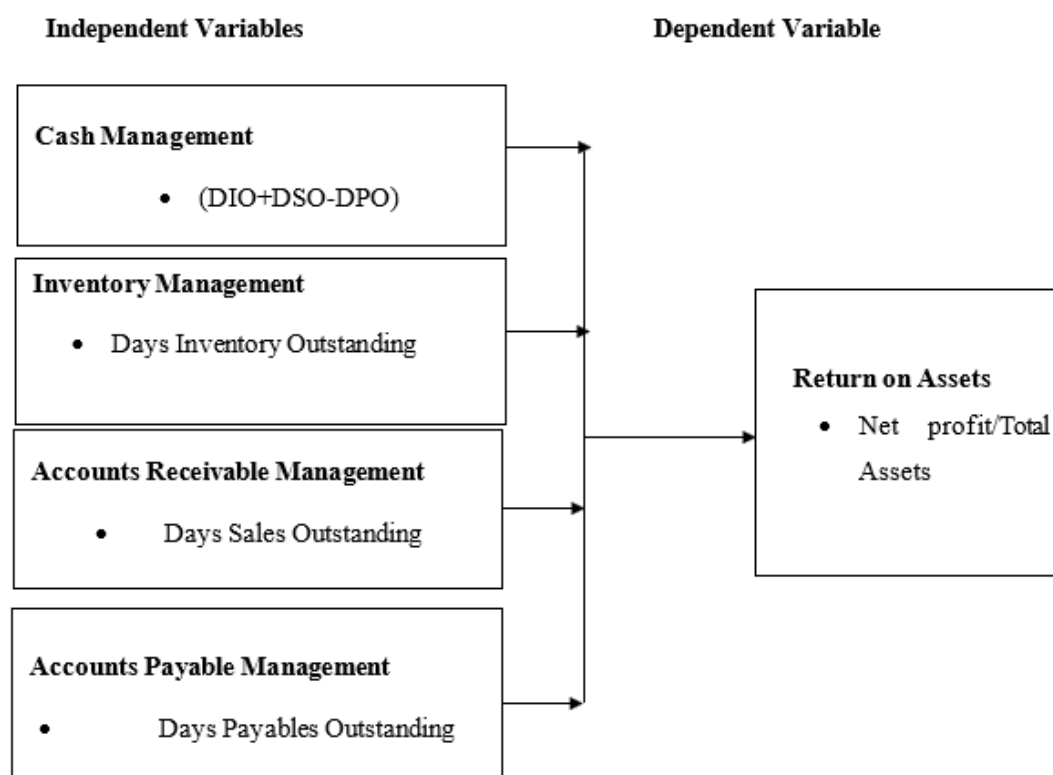 Independent Variables
Dependent Variable
Cash Management
• (DIO+DSO-DPO)
Inventory Management
• Days Inventory Outstanding
Accounts Receivable Management
• Days Sales Outstanding
Accounts Payable Management
• Days Payables Outstanding
Return on Assets
• Net profit/Total
Assets